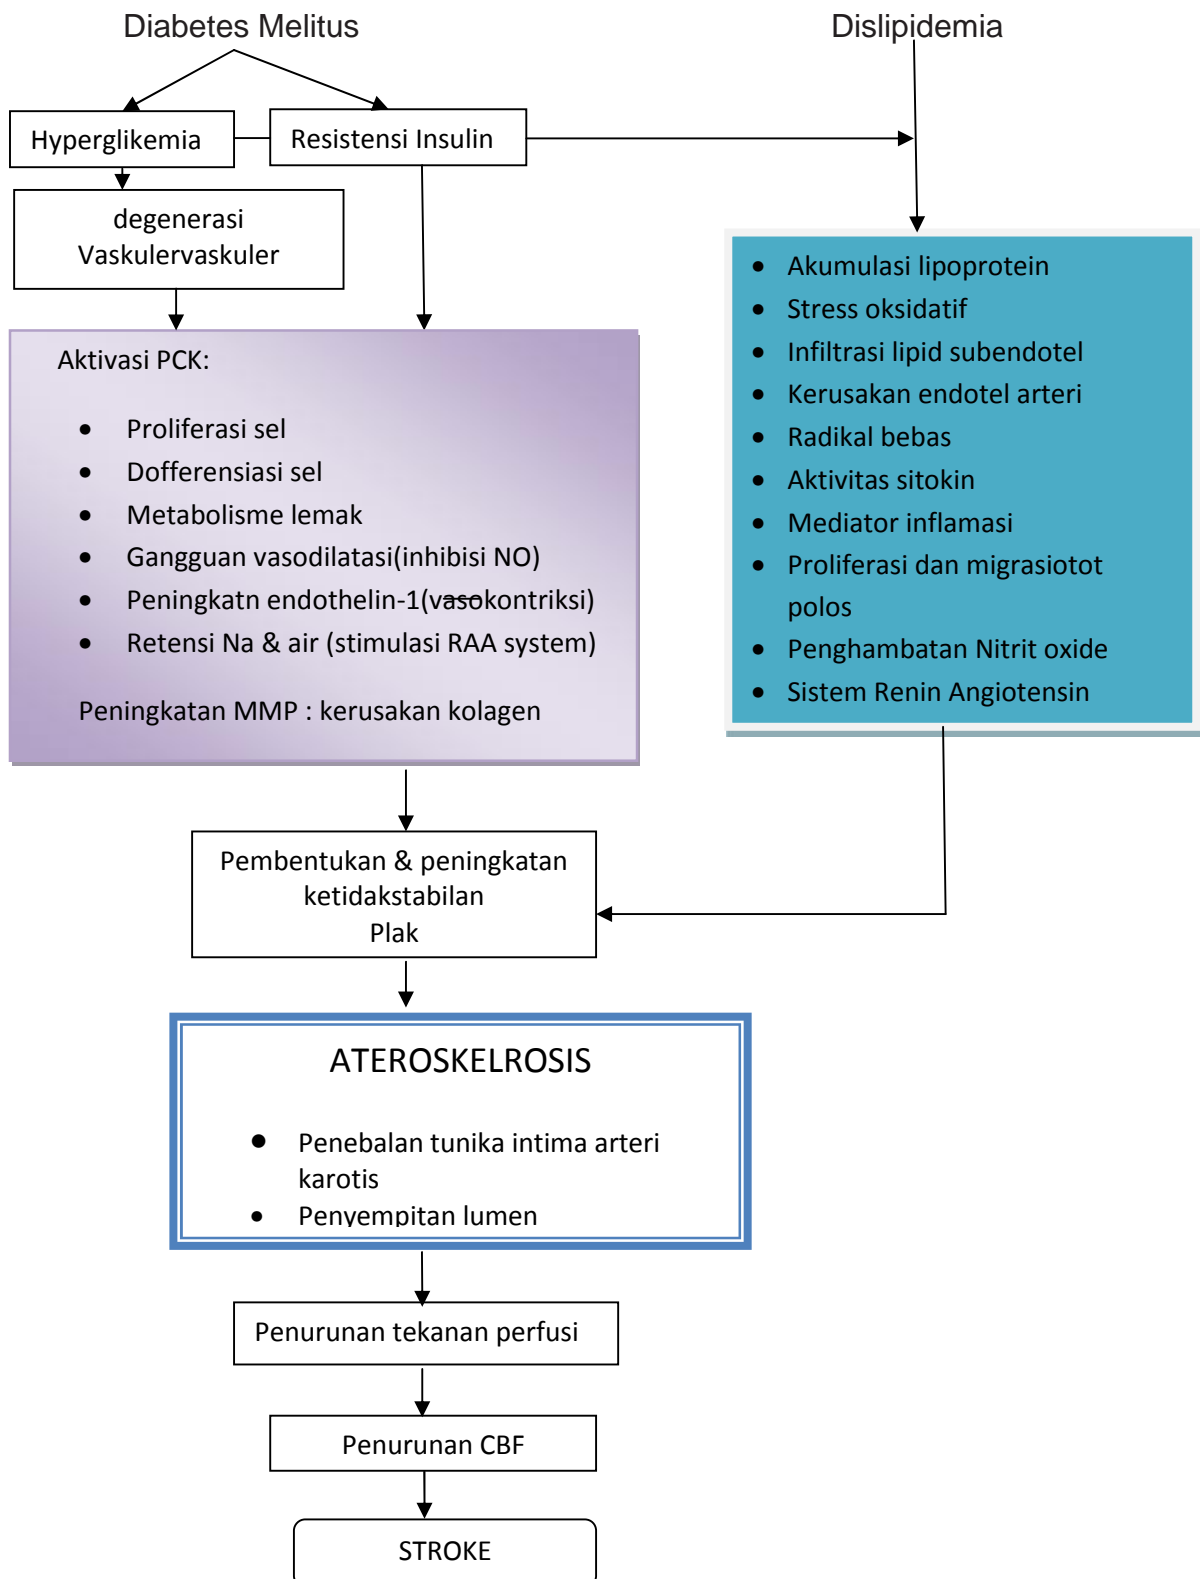 Diabetes Melitus
Dislipidemia
Hyperglikemia
Resistensi Insulin
degenerasi
Vaskulervaskuler
Aktivasi PCK:
• Proliferasi sel
• Dofferensiasi sel
• Metabolisme lemak
• Gangguan vasodilatasi(inhibisi NO)
• Peningkatn endothelin-1(vasokontriksi)
• Retensi Na & air (stimulasi RAA system)
Peningkatan MMP : kerusakan kolagen
• Akumulasi lipoprotein
• Stress oksidatif
• Infiltrasi lipid subendotel
• Kerusakan endotel arteri
• Radikal bebas
• Aktivitas sitokin
• Mediator inflamasi
• Proliferasi dan migrasiotot
polos
• Penghambatan Nitrit oxide
• Sistem Renin Angiotensin
Pembentukan & peningkatan
ketidakstabilan
Plak
ATEROSKELROSIS
• Penebalan tunika intima arteri
karotis
• Penyempitan lumen
Penurunan tekanan perfusi
Penurunan CBF
STROKE